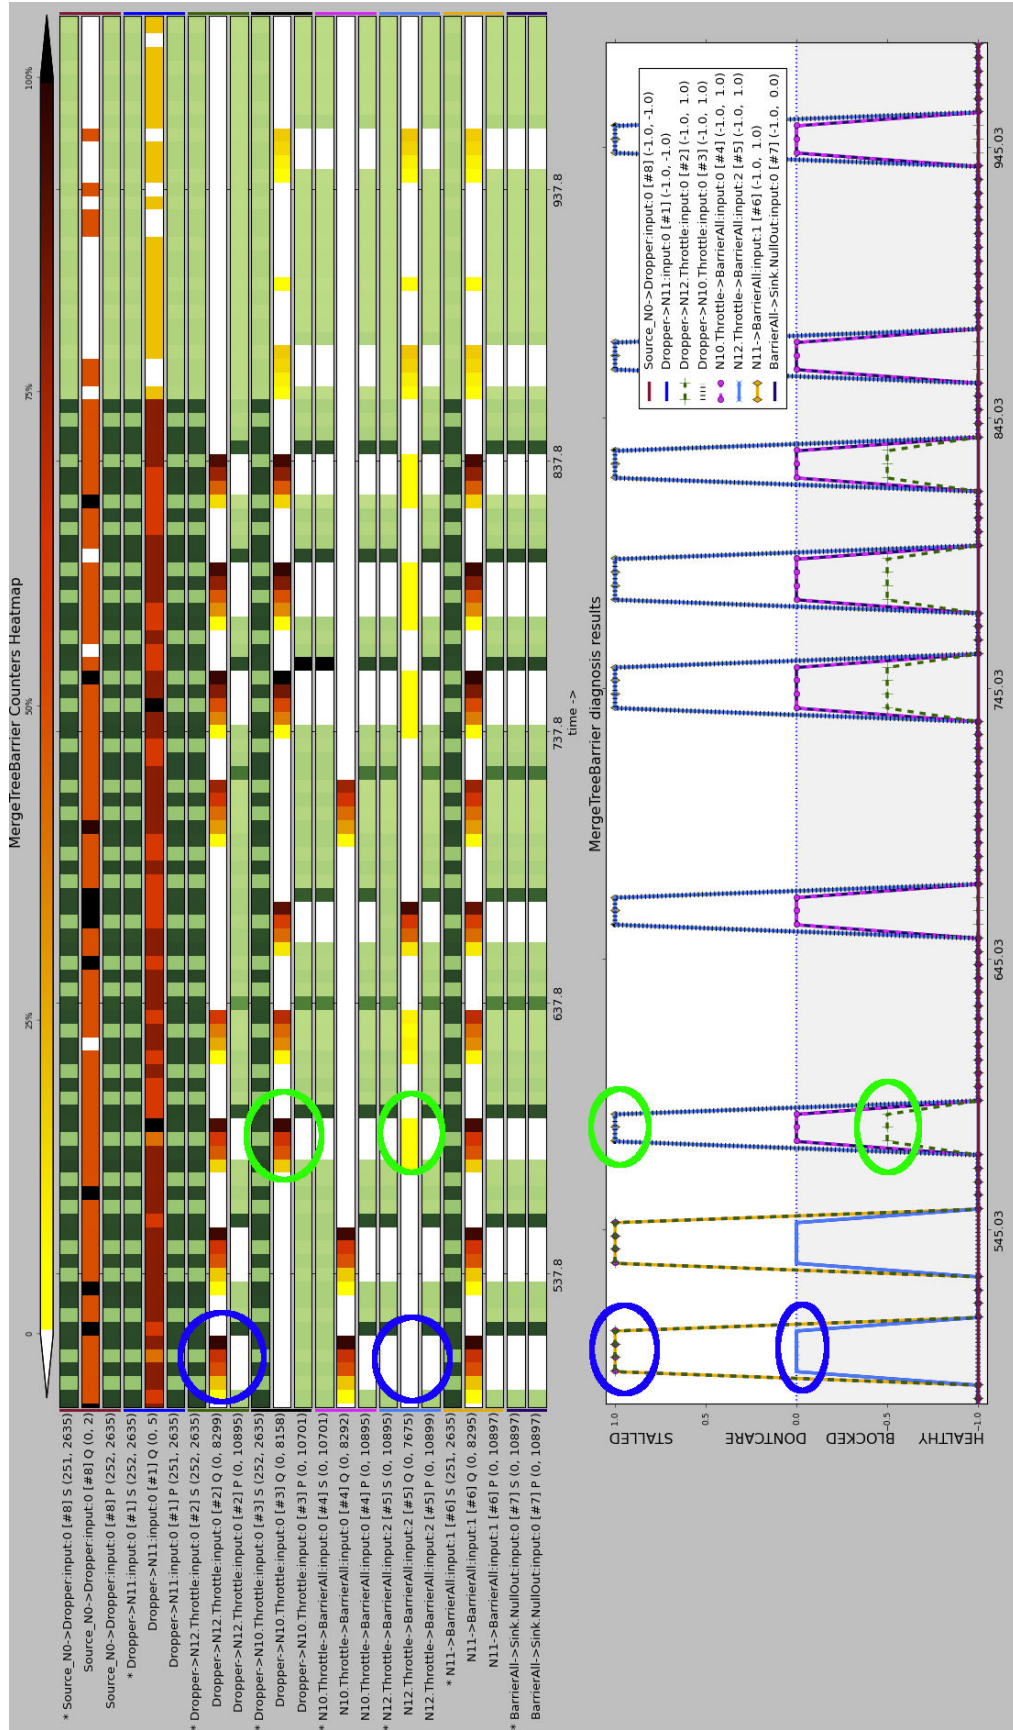 MergeTreeBarrier Counters Heatmap
0
25%
50%
75%
100%
* Source_N0->Dropper:input:0 [#8] S (251, 2635)
Source_N0->Dropper:input:0 [#8] Q (0, 2)
Source_N0->Dropper:input:0 [#8] P (252, 2635)
* Dropper->N11:input:0 [#1] S (252, 2635)
Dropper->N11:input:0 [#1] Q (0, 5)
Dropper->N11:input:0 [#1] P (251, 2635)
* Dropper->N12.Throttle:input:0 [#2] S (252, 2635)
Dropper->N12.Throttle:input:0 [#2] Q (0, 8299)
Dropper->N12.Throttle:input:0 [#2] P (0, 10895)
* Dropper->N10.Throttle:input:0 [#3] S (252, 2635)
Dropper->N10.Throttle:input:0 [#3] Q (0, 8158)
Dropper->N10.Throttle:input:0 [#3] P (0, 10701)
* N10.Throttle->BarrierAll:input:0 [#4] S (0, 10701)
N10.Throttle->BarrierAll:input:0 [#4] Q (0, 8292)
N10.Throttle->BarrierAll:input:0 [#4] P (0, 10895)
* N12.Throttle->BarrierAll:input:2 [#5] S (0, 10895)
N12.Throttle->BarrierAll:input:2 [#5] Q (0, 7675)
N12.Throttle->BarrierAll:input:2 [#5] P (0, 10899)
* N11->BarrierAll:input:1 [#6] S (251, 2635)
N11->BarrierAll:input:1 [#6] Q (0, 8295)
N11->BarrierAll:input:1 [#6] P (0, 10897)
* BarrierAll->Sink.NullOut:input:0 [#7] S (0, 10897)
BarrierAll->Sink.NullOut:input:0 [#7] P (0, 10897)
537.8
637.8
737.8
837.8
937.8
time ->
MergeTreeBarrier diagnosis results
1.0
0.5
0.0
−0.5
−1.0
STALLED
DONTCARE
BLOCKED
HEALTHY
Source_N0->Dropper:input:0 [#8] (-1.0, -1.0)
Dropper->N11:input:0 [#1] (-1.0, -1.0)
Dropper->N12.Throttle:input:0 [#2] (-1.0, 1.0)
Dropper->N10.Throttle:input:0 [#3] (-1.0, 1.0)
N10.Throttle->BarrierAll:input:0 [#4] (-1.0, 1.0)
N12.Throttle->BarrierAll:input:2 [#5] (-1.0, 1.0)
N11->BarrierAll:input:1 [#6] (-1.0, 1.0)
BarrierAll->Sink.NullOut:input:0 [#7] (-1.0, 0.0)
545.03
645.03
745.03
845.03
945.03